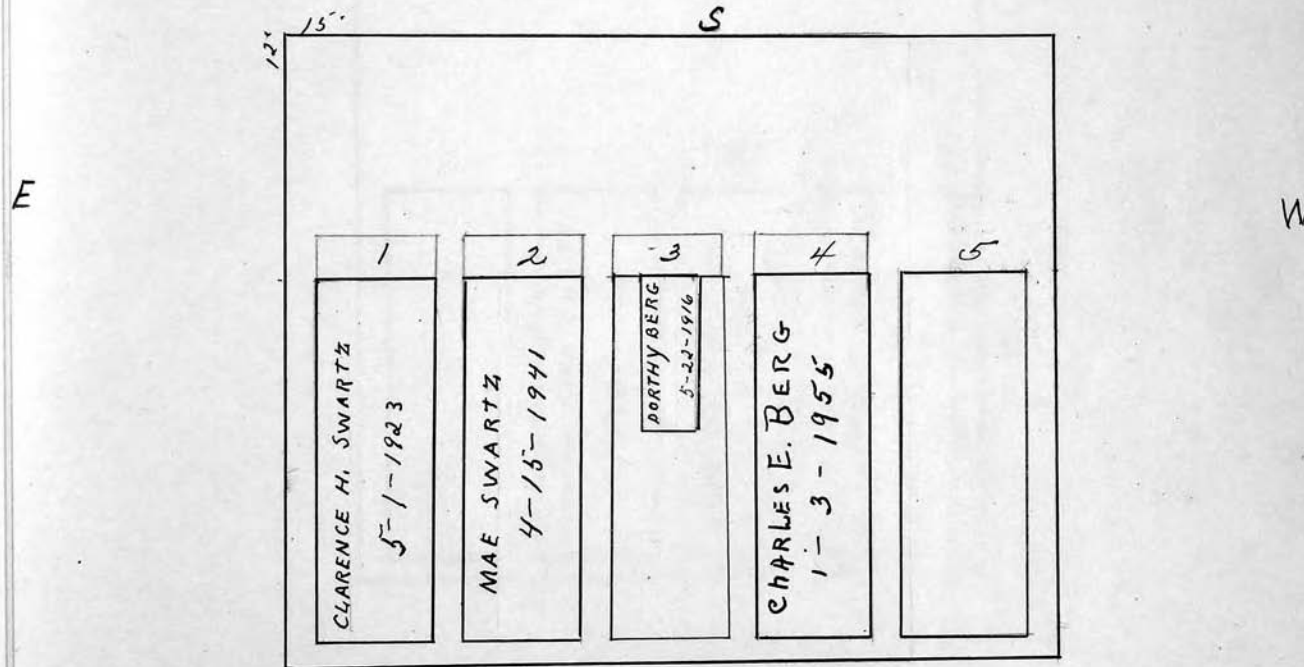 S
15'
12'
E
W
1
2
3
4
5
CLARENCE H. SWARTZ
5-1-1923
MAE SWARTZ
4-15-1941
DORTHY BERG
5-22-1916
CHARLES E. BERG
1-3-1955